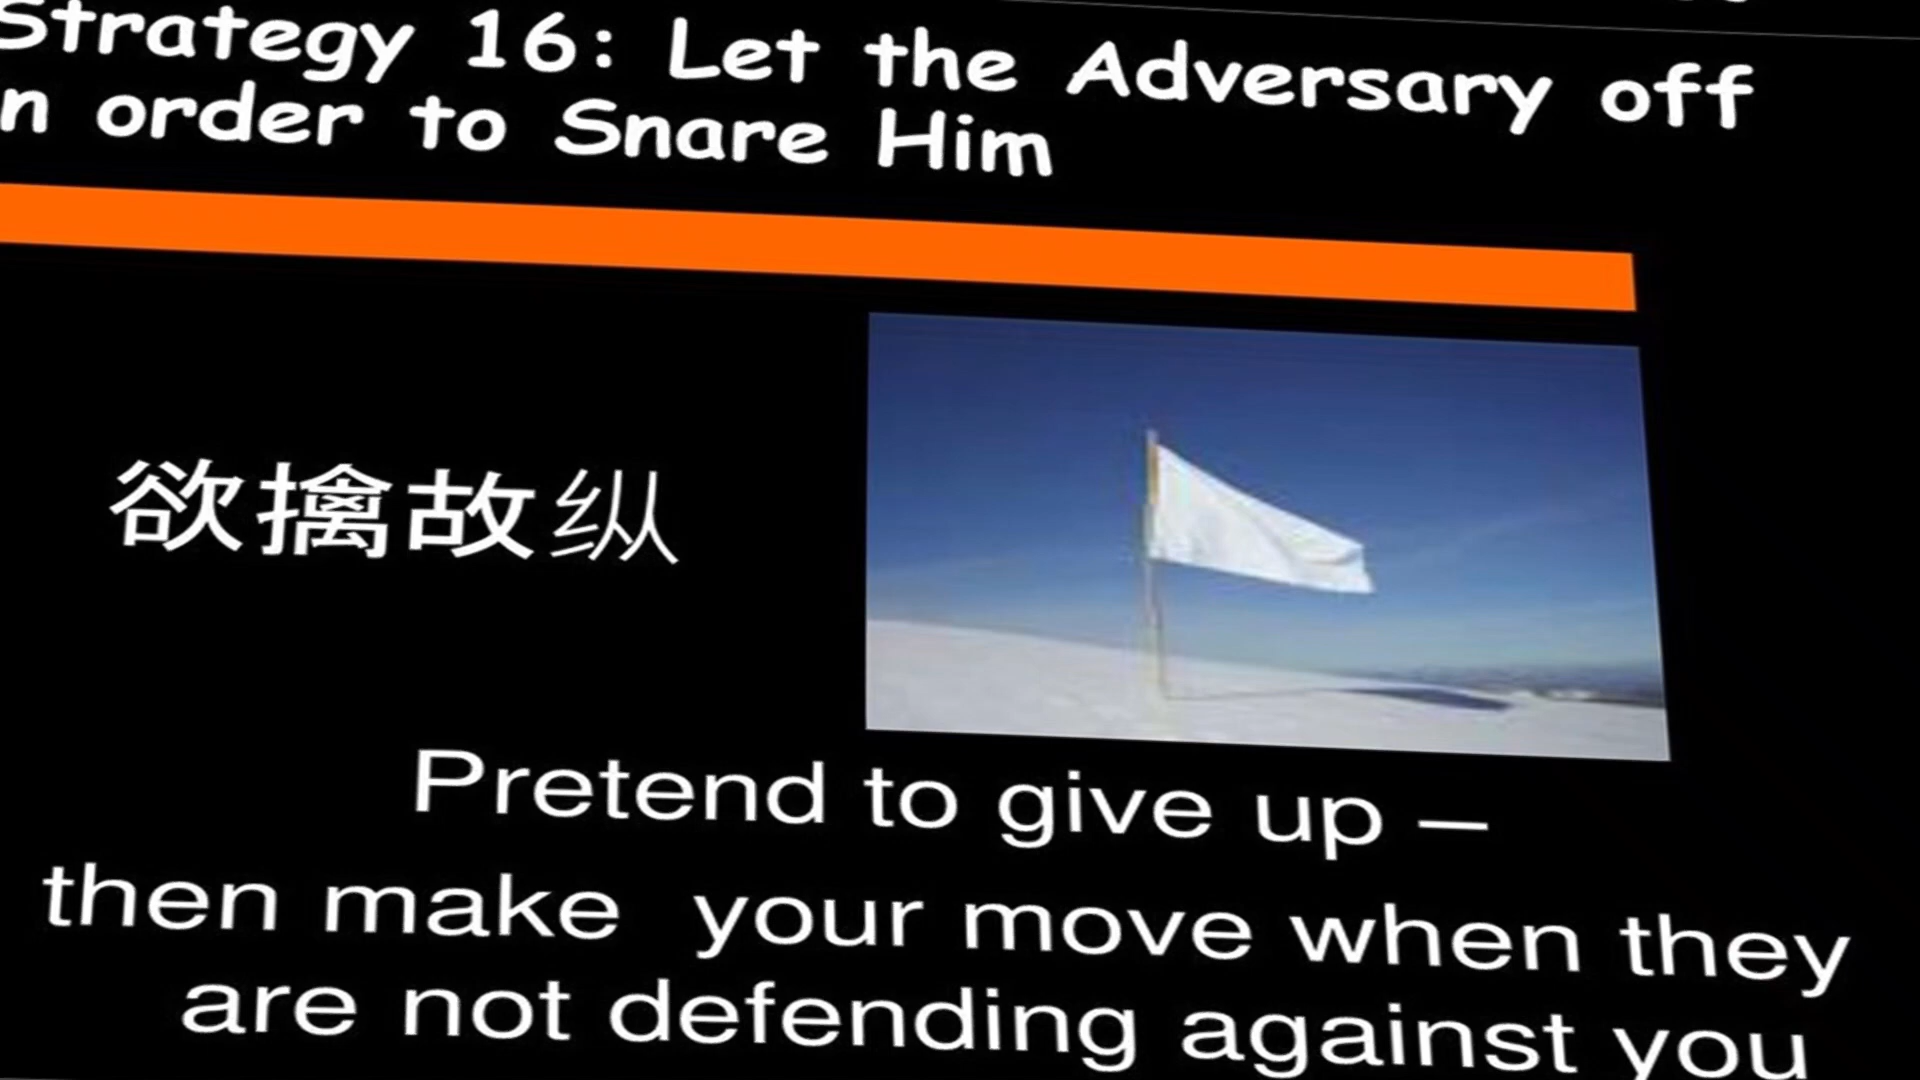 Strategy 16: Let the Adversary off
n order to Snare Him
欲擒故纵
Pretend to give up –
then make your move when they
are not defending against you